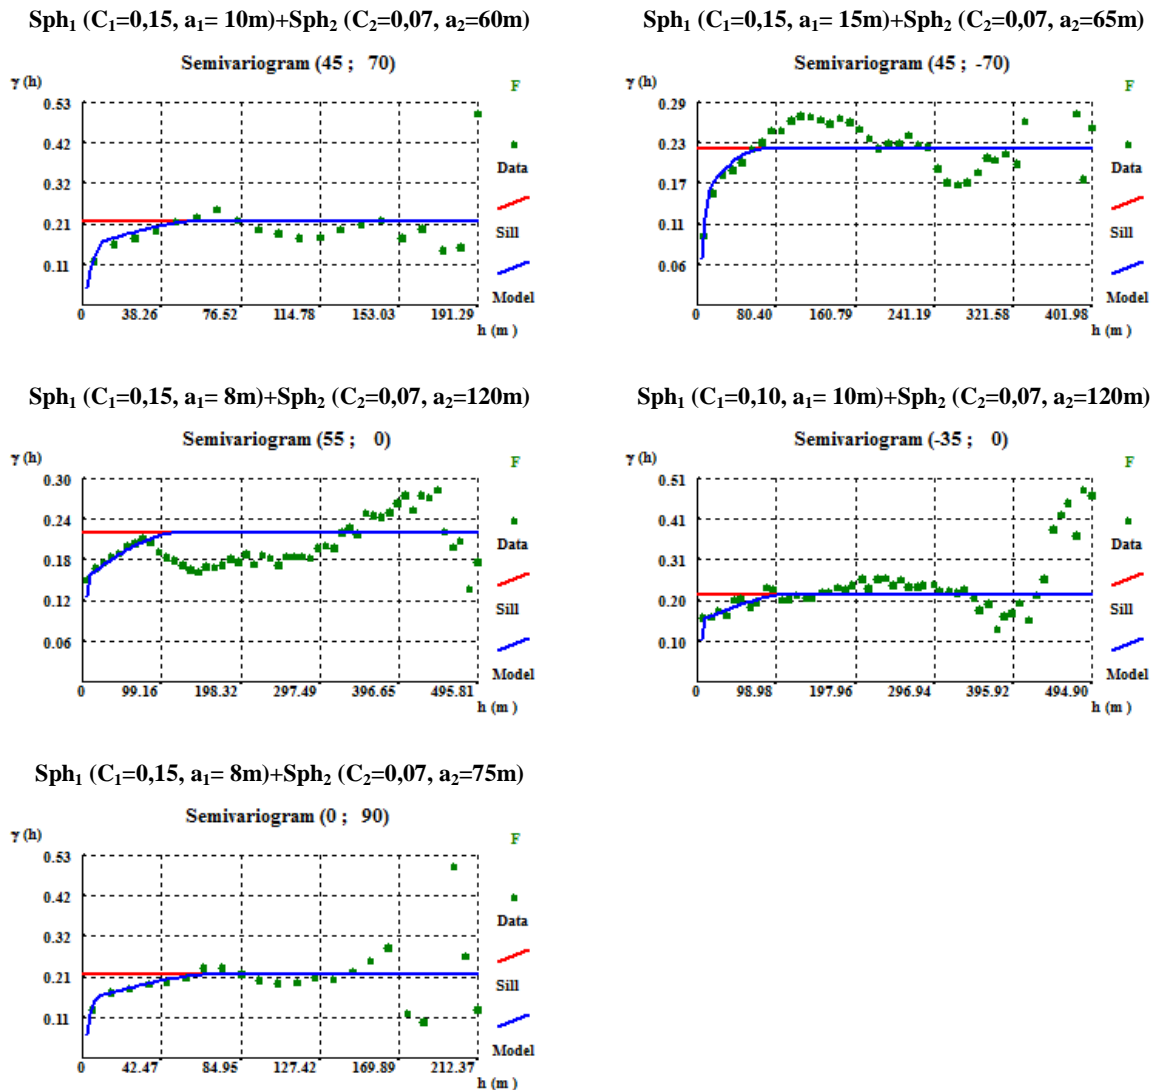 Sph₁ (C₁=0,15, a₁= 10m)+Sph₂ (C₂=0,07, a₂=60m)
Semivariogram (45 ; 70)
γ (h)
F
0.53
0.42
0.32
0.21
0.11
0 38.26 76.52 114.78 153.03 191.29
h (m )
Data
Sill
Model
Sph₁ (C₁=0,15, a₁= 15m)+Sph₂ (C₂=0,07, a₂=65m)
Semivariogram (45 ; -70)
γ (h)
F
0.29
0.23
0.17
0.11
0.06
0 80.40 160.79 241.19 321.58 401.98
h (m )
Data
Sill
Model
Sph₁ (C₁=0,15, a₁= 8m)+Sph₂ (C₂=0,07, a₂=120m)
Semivariogram (55 ; 0)
γ (h)
F
0.30
0.24
0.18
0.12
0.06
0 99.16 198.32 297.49 396.65 495.81
h (m )
Data
Sill
Model
Sph₁ (C₁=0,10, a₁= 10m)+Sph₂ (C₂=0,07, a₂=120m)
Semivariogram (-35 ; 0)
γ (h)
F
0.51
0.41
0.31
0.20
0.10
0 98.98 197.96 296.94 395.92 494.90
h (m )
Data
Sill
Model
Sph₁ (C₁=0,15, a₁= 8m)+Sph₂ (C₂=0,07, a₂=75m)
Semivariogram (0 ; 90)
γ (h)
F
0.53
0.42
0.32
0.21
0.11
0 42.47 84.95 127.42 169.89 212.37
h (m )
Data
Sill
Model